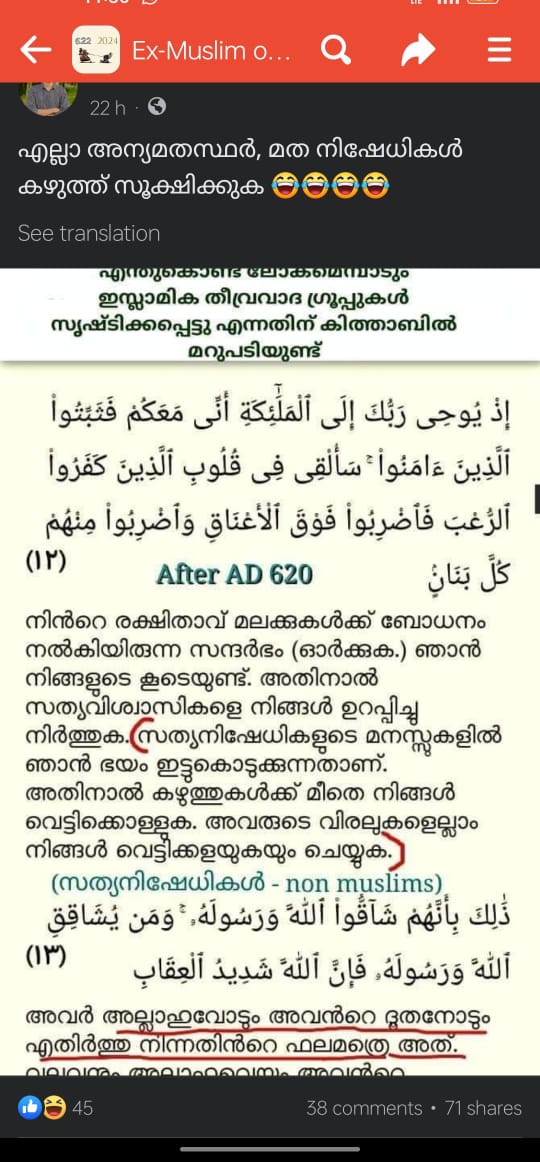 Ex-Muslim o...
22 h
എല്ലാ അന്യമതസ്ഥർ, മത നിഷേധികൾ
കഴുത്ത് സൂക്ഷിക്കുക 😂😂😂😂
See translation
എന്തുകൊണ്ട് ലോകമെമ്പാടും
ഇസ്ലാമിക തീവ്രവാദ ഗ്രൂപ്പുകൾ
സൃഷ്ടിക്കപ്പെട്ടു എന്നതിന് കിത്താബിൽ
മറുപടിയുണ്ട്
إِذْ يُوحِى رَبُّكَ إِلَى ٱلْمَلَٰٓئِكَةِ أَنِّى مَعَكُمْ فَثَبِّتُوا۟
ٱلَّذِينَ ءَامَنُوا۟ ۚ سَأُلْقِى فِى قُلُوبِ ٱلَّذِينَ كَفَرُوا۟
ٱلرُّعْبَ فَٱضْرِبُوا۟ فَوْقَ ٱلْأَعْنَاقِ وَٱضْرِبُوا۟ مِنْهُمْ
كُلَّ بَنَانٍ (١٢)
After AD 620
നിൻറെ രക്ഷിതാവ് മലക്കുകൾക്ക് ബോധനം
നൽകിയിരുന്ന സന്ദർഭം (ഓർക്കുക.) ഞാൻ
നിങ്ങളുടെ കൂടെയുണ്ട്. അതിനാൽ
സത്യവിശ്വാസികളെ നിങ്ങൾ ഉറപ്പിച്ചു
നിർത്തുക.(സത്യനിഷേധികളുടെ മനസ്സുകളിൽ
ഞാൻ ഭയം ഇട്ടുകൊടുക്കുന്നതാണ്.
അതിനാൽ കഴുത്തുകൾക്ക് മീതെ നിങ്ങൾ
വെട്ടിക്കൊള്ളുക. അവരുടെ വിരലുകളെല്ലാം
നിങ്ങൾ വെട്ടിക്കളയുകയും ചെയ്യുക.)
(സത്യനിഷേധികൾ - non muslims)
ذَٰلِكَ بِأَنَّهُمْ شَآقُّوا۟ ٱللَّهَ وَرَسُولَهُۥ ۚ وَمَن يُشَاقِقِ
ٱللَّهَ وَرَسُولَهُۥ فَإِنَّ ٱللَّهَ شَدِيدُ ٱلْعِقَابِ (١٣)
അവർ അല്ലാഹുവോടും അവൻറെ ദൂതനോടും
എതിർത്തു നിന്നതിൻറെ ഫലമത്രെ അത്.
വല്ലവനും അല്ലാഹുവെയും അവൻറെ
45
38 comments • 71 shares